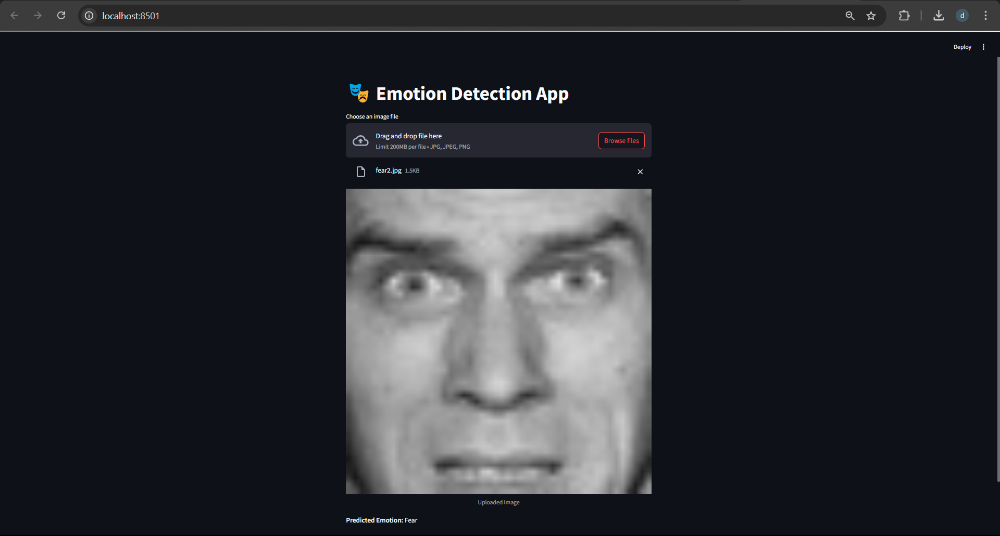 localhost:8501
d
Deploy
Emotion Detection App
Choose an image file
Drag and drop file here
Limit 200MB per file • JPG, JPEG, PNG
Browse files
fear2.jpg 1.5KB
Uploaded Image
Predicted Emotion: Fear